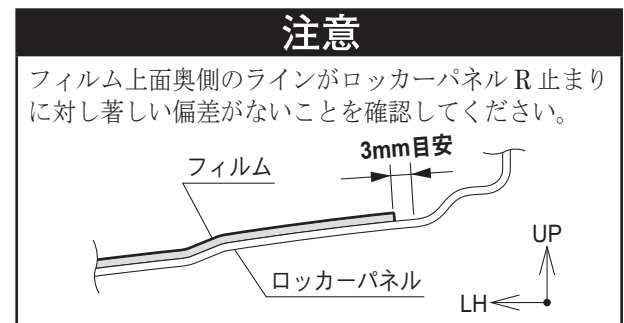 注意
フィルム上面奥側のラインがロッカーパネル R 止まり
に対し著しい偏差がないことを確認してください。
3mm目安
フィルム
UP
ロッカーパネル
LH